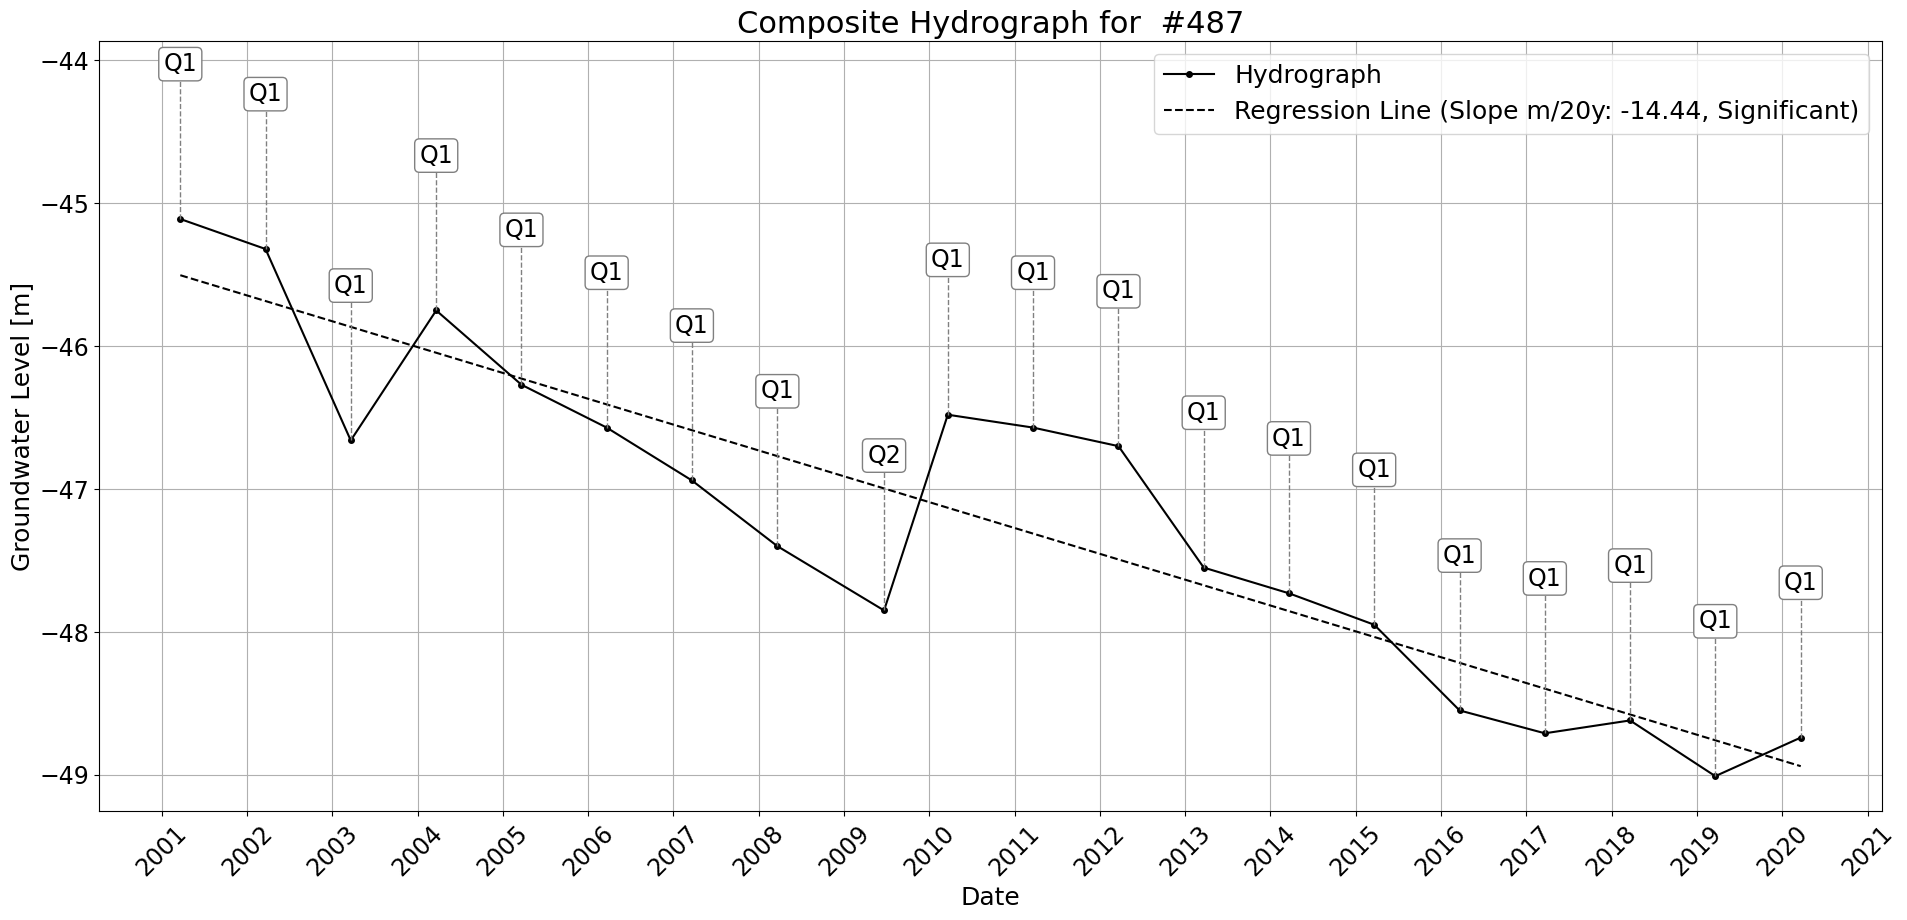 Composite Hydrograph for  #487
Hydrograph
Regression Line (Slope m/20y: -14.44, Significant)
Groundwater Level [m]
−44
−45
−46
−47
−48
−49
Q1
Q1
Q1
Q1
Q1
Q1
Q1
Q1
Q2
Q1
Q1
Q1
Q1
Q1
Q1
Q1
Q1
Q1
Q1
Q1
2001
2002
2003
2004
2005
2006
2007
2008
2009
2010
2011
2012
2013
2014
2015
2016
2017
2018
2019
2020
2021
Date